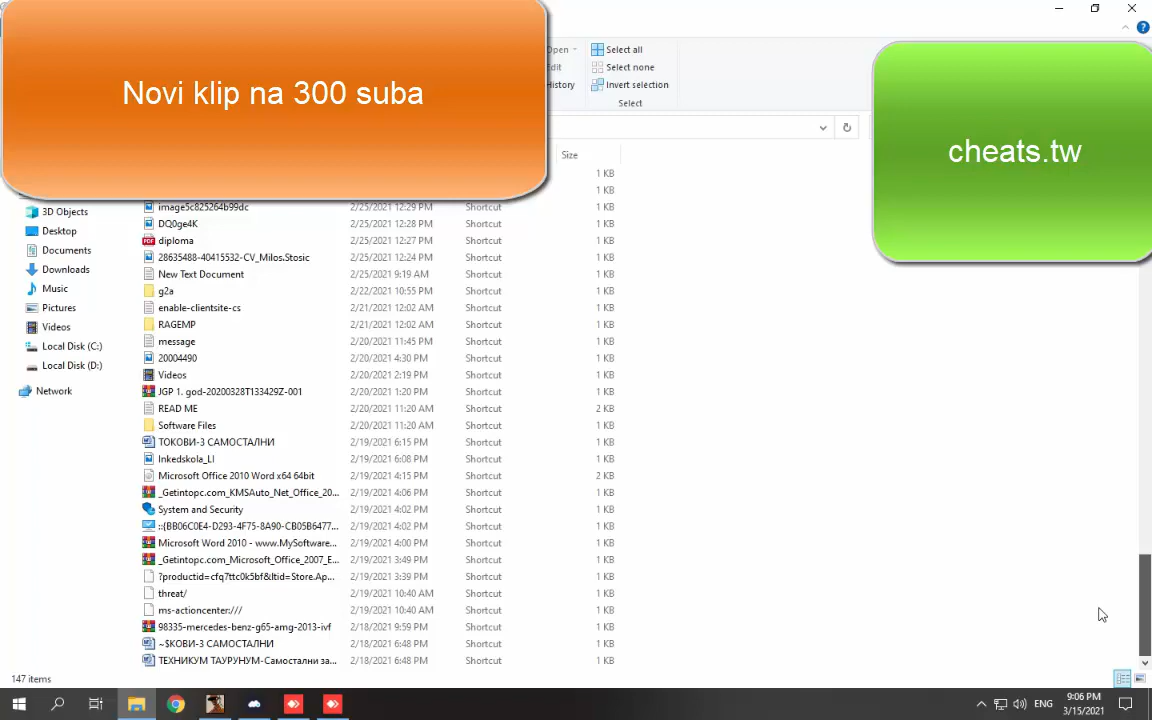 Novi klip na 300 suba
cheats.tw
Open
Edit
History
Select all
Select none
Invert selection
Select
Size
1 KB
1 KB
3D Objects
Desktop
Documents
Downloads
Music
Pictures
Videos
Local Disk (C:)
Local Disk (D:)
Network
image5c825264b99dc 2/25/2021 12:29 PM Shortcut 1 KB
DQ0ge4K 2/25/2021 12:28 PM Shortcut 1 KB
diploma 2/25/2021 12:27 PM Shortcut 1 KB
28635488-40415532-CV_Milos.Stosic 2/25/2021 12:24 PM Shortcut 1 KB
New Text Document 2/25/2021 9:19 AM Shortcut 1 KB
g2a 2/22/2021 10:55 PM Shortcut 1 KB
enable-clientsite-cs 2/21/2021 12:02 AM Shortcut 1 KB
RAGEMP 2/21/2021 12:02 AM Shortcut 1 KB
message 2/20/2021 11:45 PM Shortcut 1 KB
20004490 2/20/2021 4:30 PM Shortcut 1 KB
Videos 2/20/2021 2:19 PM Shortcut 1 KB
JGP 1. god-20200328T133429Z-001 2/20/2021 1:20 PM Shortcut 1 KB
READ ME 2/20/2021 11:20 AM Shortcut 2 KB
Software Files 2/20/2021 11:20 AM Shortcut 1 KB
ТОКОВИ-3 САМОСТАЛНИ 2/19/2021 6:15 PM Shortcut 1 KB
Inkedskola_LI 2/19/2021 6:08 PM Shortcut 1 KB
Microsoft Office 2010 Word x64 64bit 2/19/2021 4:15 PM Shortcut 2 KB
_Getintopc.com_KMSAuto_Net_Office_20... 2/19/2021 4:06 PM Shortcut 1 KB
System and Security 2/19/2021 4:02 PM Shortcut 1 KB
::{BB06C0E4-D293-4F75-8A90-CB05B6477... 2/19/2021 4:02 PM Shortcut 1 KB
Microsoft Word 2010 - www.MySoftware... 2/19/2021 4:00 PM Shortcut 1 KB
_Getintopc.com_Microsoft_Office_2007_E... 2/19/2021 3:49 PM Shortcut 1 KB
?productid=cfq7ttc0k5bf&ltid=Store.Ap... 2/19/2021 3:39 PM Shortcut 1 KB
threat/ 2/19/2021 10:40 AM Shortcut 1 KB
ms-actioncenter:/// 2/19/2021 10:40 AM Shortcut 1 KB
98335-mercedes-benz-g65-amg-2013-ivf 2/18/2021 9:59 PM Shortcut 1 KB
~$КОВИ-3 САМОСТАЛНИ 2/18/2021 6:48 PM Shortcut 1 KB
ТЕХНИКУМ ТАУРУНУМ-Самостални за... 2/18/2021 6:48 PM Shortcut 1 KB
147 items
ENG
9:06 PM
3/15/2021